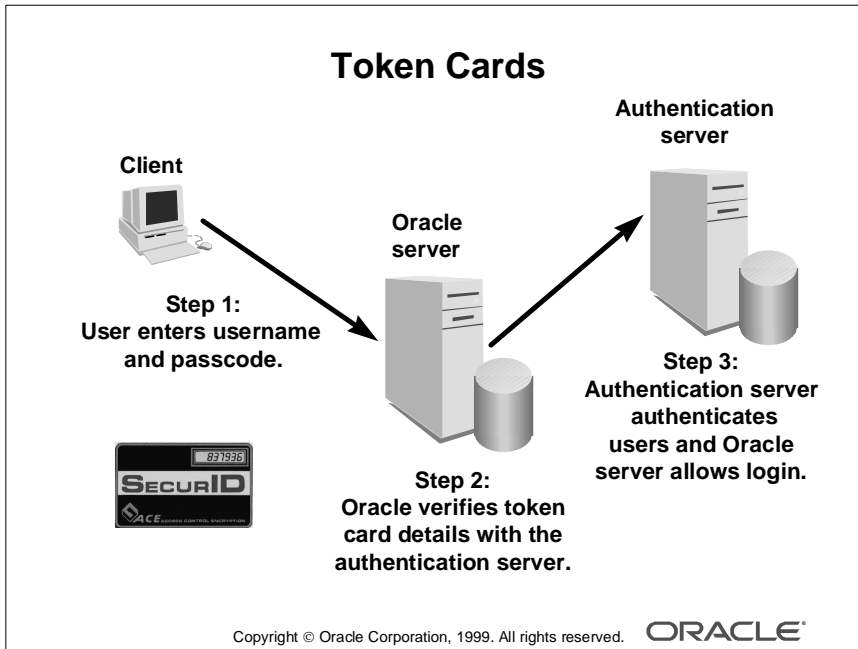 Token Cards
Authentication
server
Client
Oracle
server
Step 1:
User enters username
and passcode.
Step 3:
Authentication server
authenticates
users and Oracle
server allows login.
837936
SECURID
ACE ACCESS CONTROL ENCRYPTION
Step 2:
Oracle verifies token
card details with the
authentication server.
Copyright © Oracle Corporation, 1999. All rights reserved.
ORACLE®